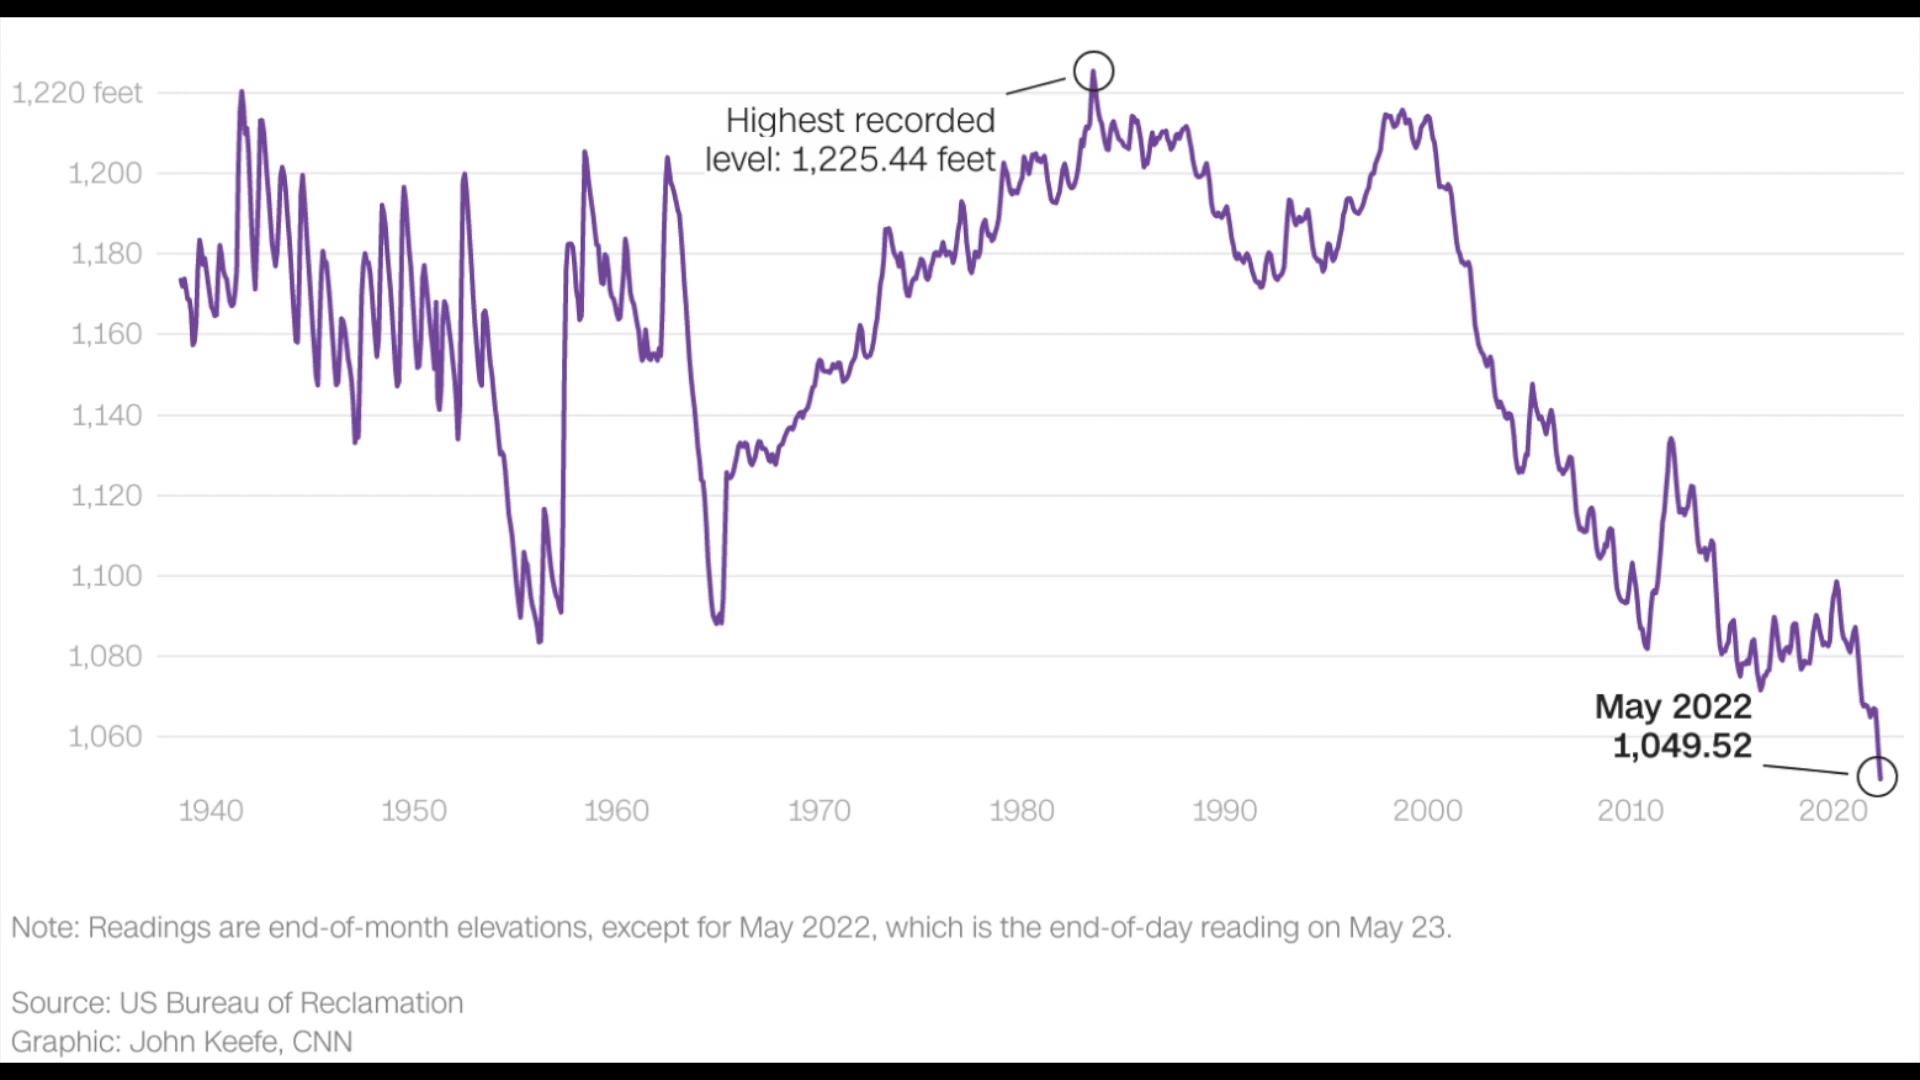 1,220 feet
Highest recorded
level: 1,225.44 feet
1,200
1,180
1,160
1,140
1,120
1,100
1,080
1,060
May 2022
1,049.52
1940 1950 1960 1970 1980 1990 2000 2010 2020
Note: Readings are end-of-month elevations, except for May 2022, which is the end-of-day reading on May 23.
Source: US Bureau of Reclamation
Graphic: John Keefe, CNN